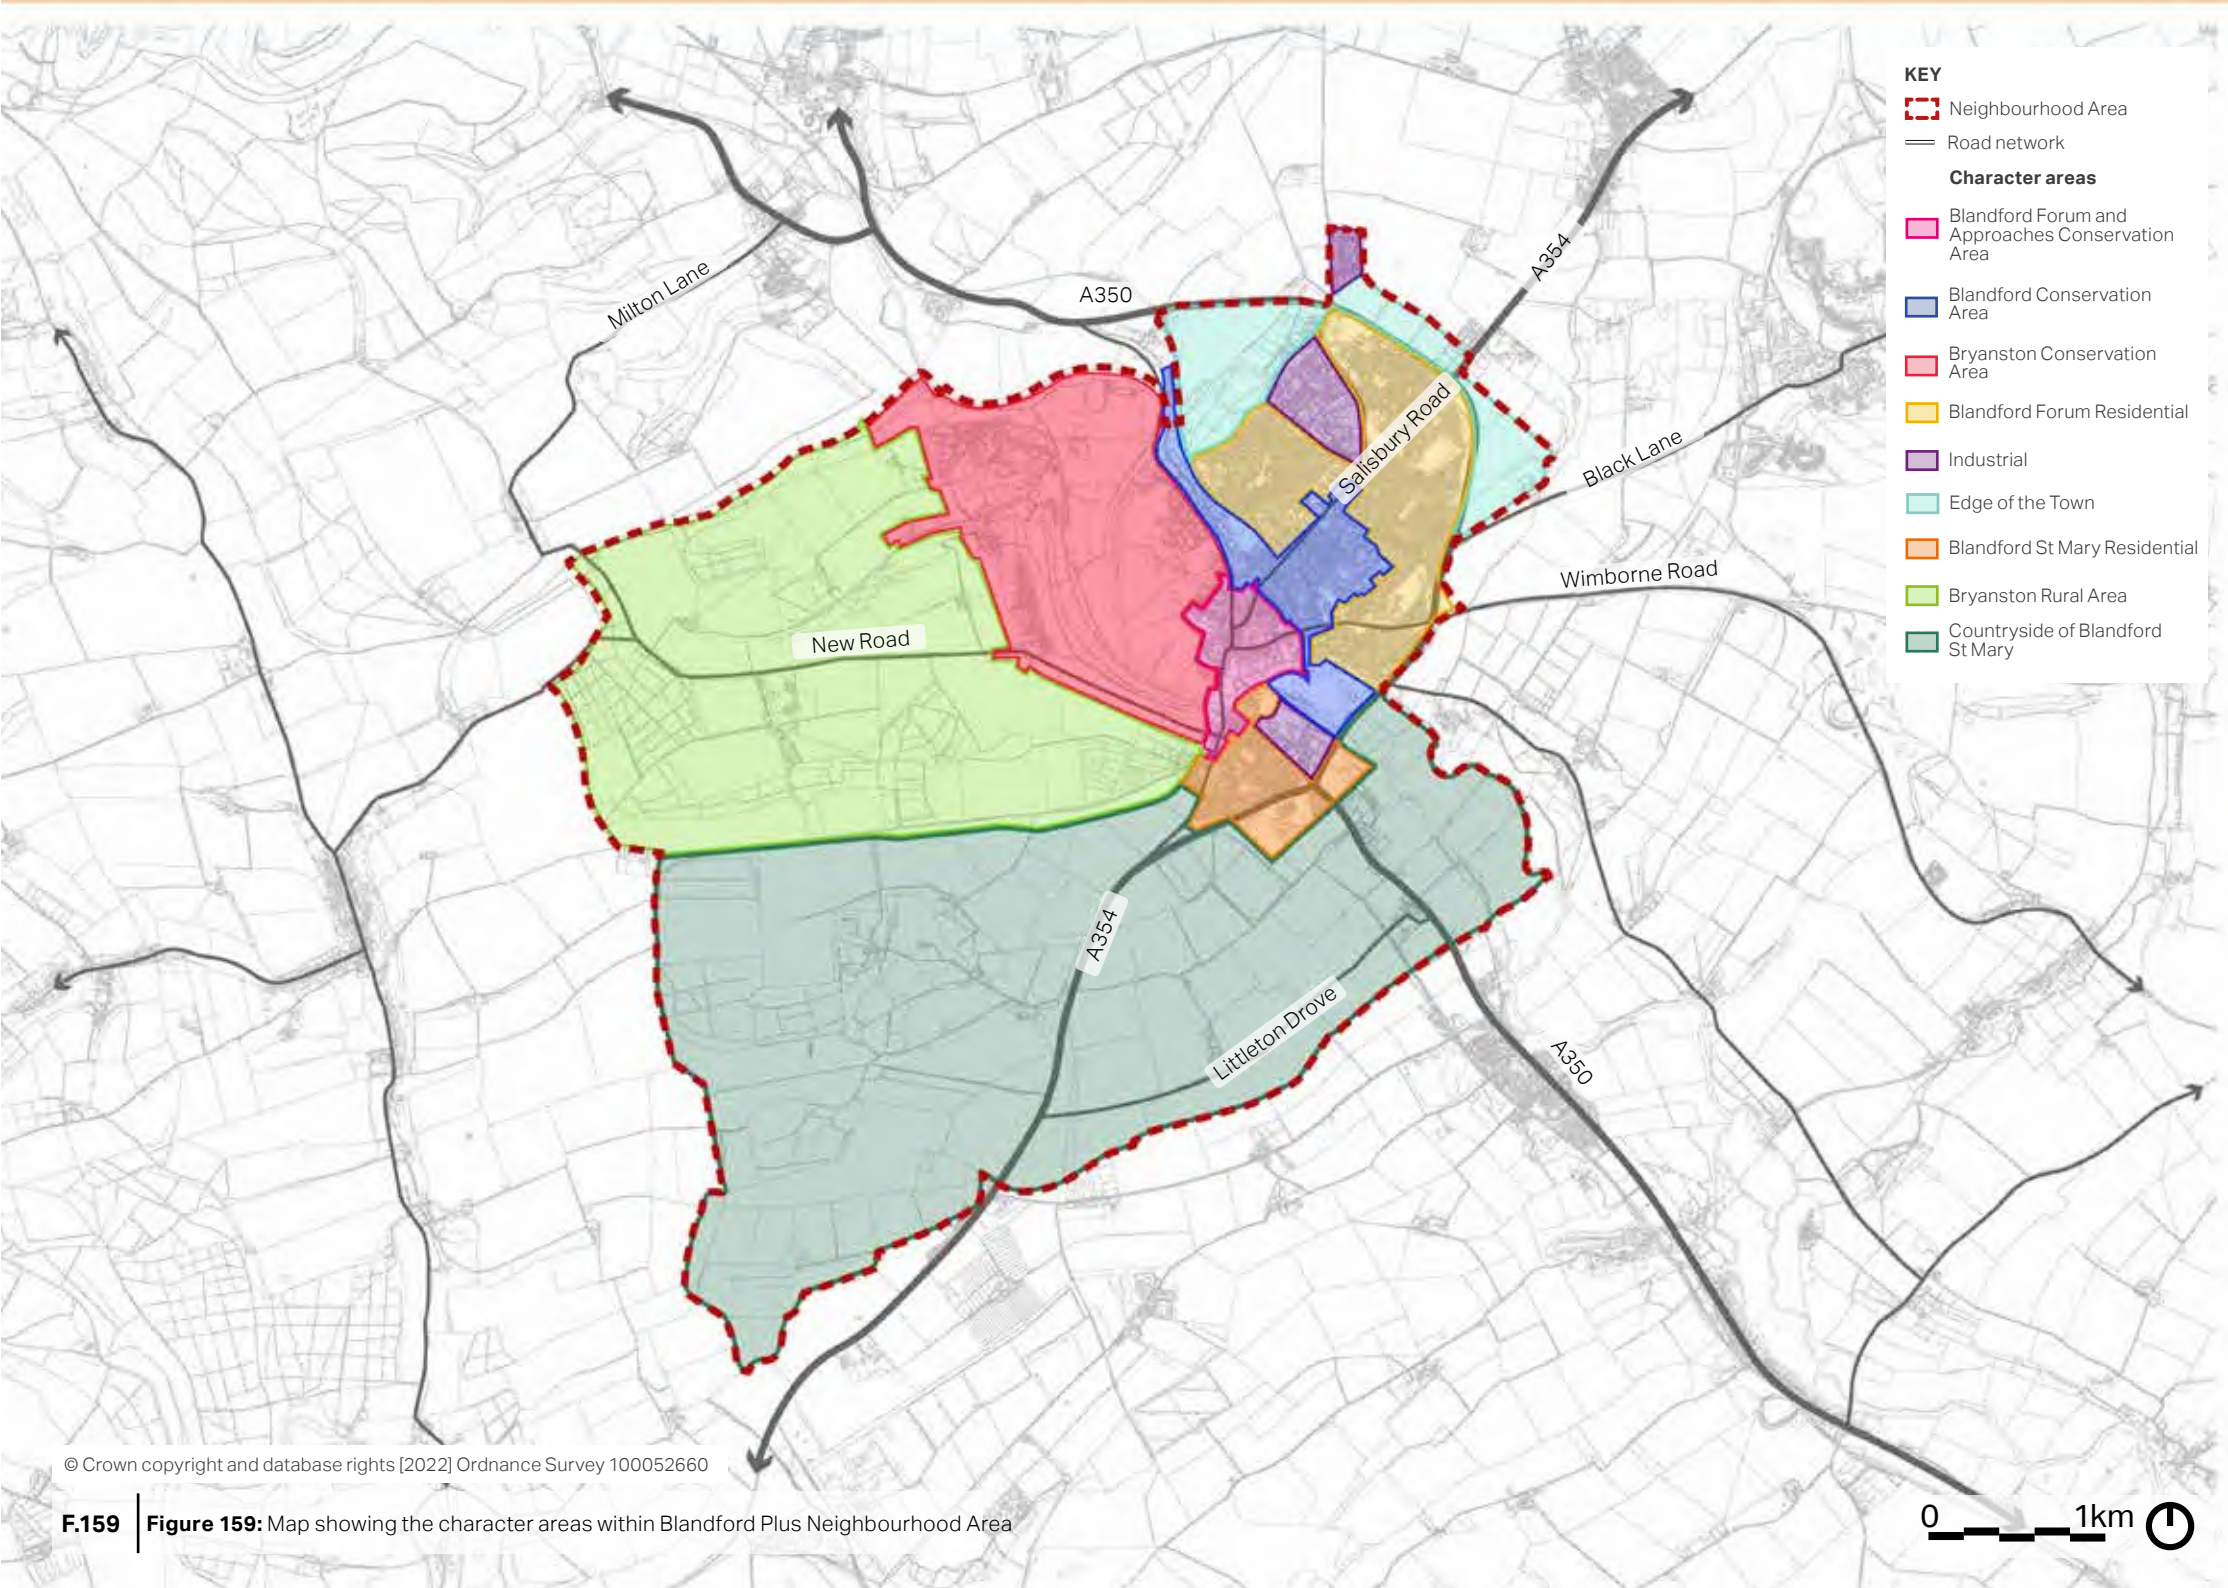 KEY
Neighbourhood Area
Road network
Character areas
Blandford Forum and
Approaches Conservation
Area
Blandford Conservation
Area
Bryanston Conservation
Area
Blandford Forum Residential
Industrial
Edge of the Town
Blandford St Mary Residential
Bryanston Rural Area
Countryside of Blandford
St Mary
A354
Milton Lane
A350
Salisbury Road
Black Lane
Wimborne Road
New Road
A354
Littleton Drove
A350
© Crown copyright and database rights [2022] Ordnance Survey 100052660
F.159 Figure 159: Map showing the character areas within Blandford Plus Neighbourhood Area
0 1km